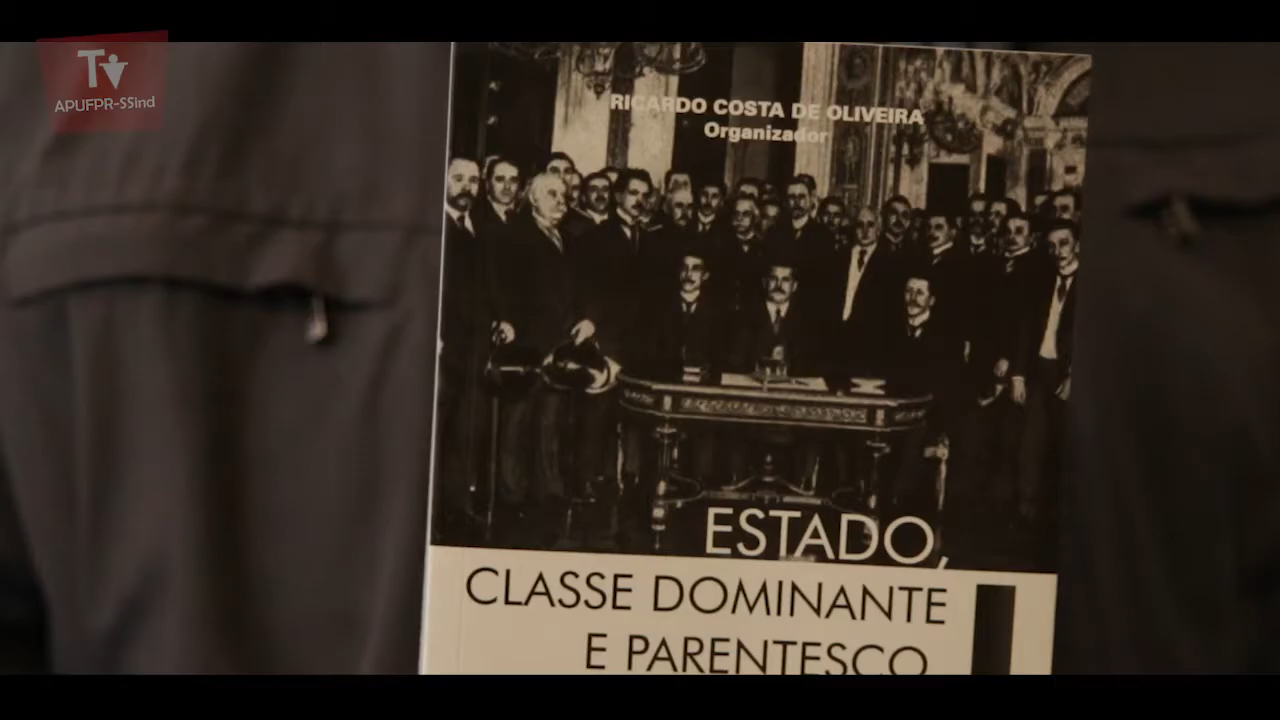 TV
APUFPR-SSind
RICARDO COSTA DE OLIVEIRA
Organizador
ESTADO,
CLASSE DOMINANTE
E PARENTESCO